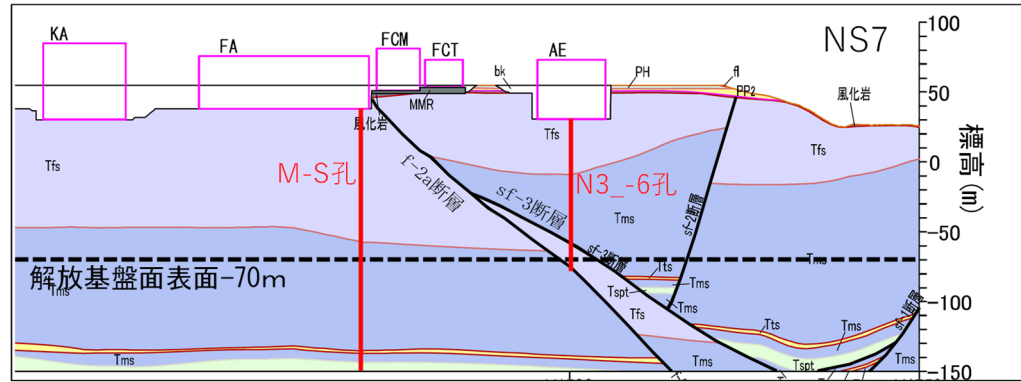 KA
FA
FCM
FCT
AE
NS7
bk
PH
fl
PP2
MMR
風化岩
風化岩
Tfs
Tfs
Tfs
M-S孔
f-2a断層
sf-3断層
N3_-6孔
Tms
sf-2断層
sf-3断層
解放基盤面表面-70m
Tms
Tms
Tts
Tms
Tspt
Tms
Tfs
Tts
Tms
sf-1断層
Tms
Tms
Tspt
Tms
100
50
0
-50
-100
-150
標高(m)